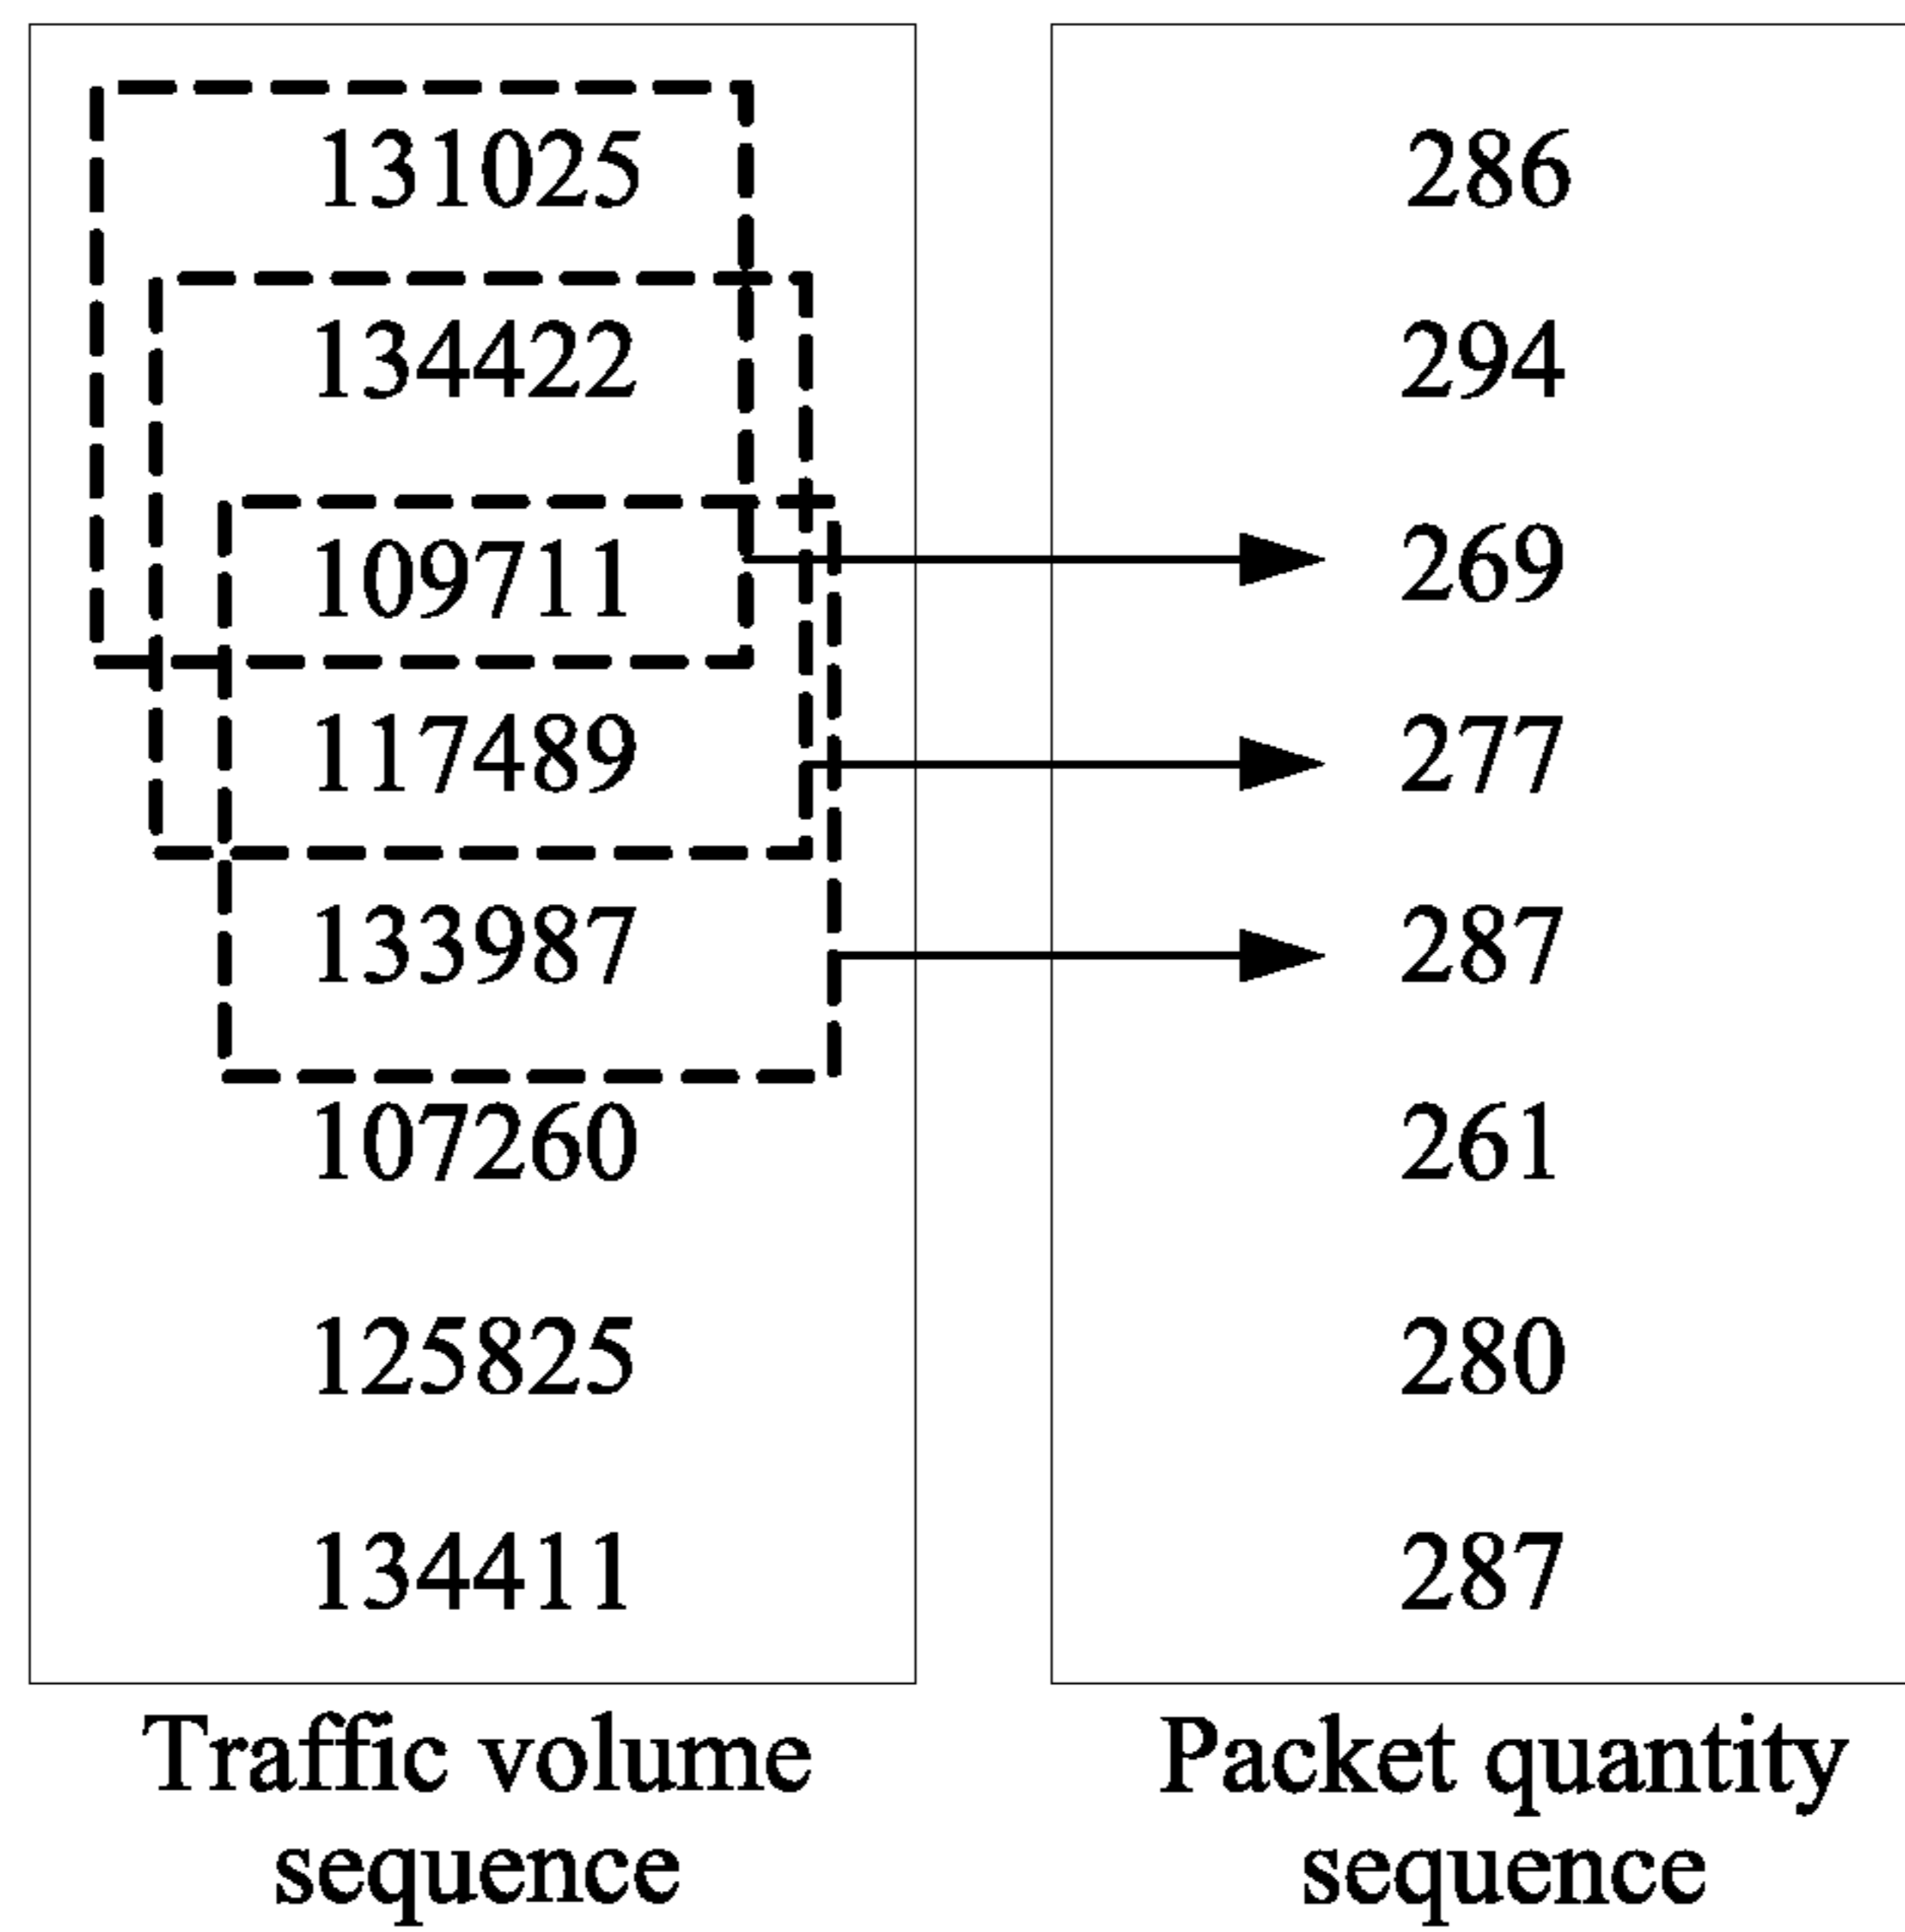 131025 286
134422 294
109711 269
117489 277
133987 287
107260 261
125825 280
134411 287
Traffic volume
sequence
Packet quantity
sequence